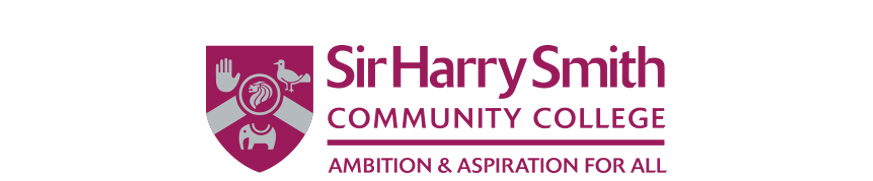 Sir Harry Smith
COMMUNITY COLLEGE
AMBITION & ASPIRATION FOR ALL